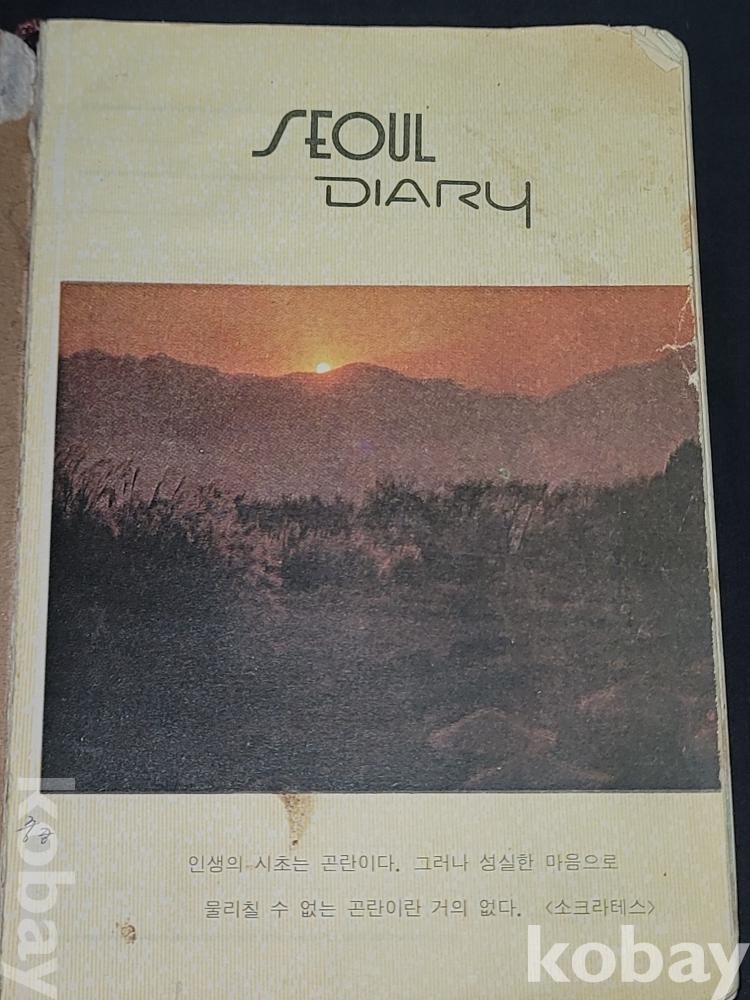 SEOUL
DIARY
인생의 시초는 곤란이다. 그러나 성실한 마음으로
물리칠 수 없는 곤란이란 거의 없다. <소크라테스>
kobay
kobay